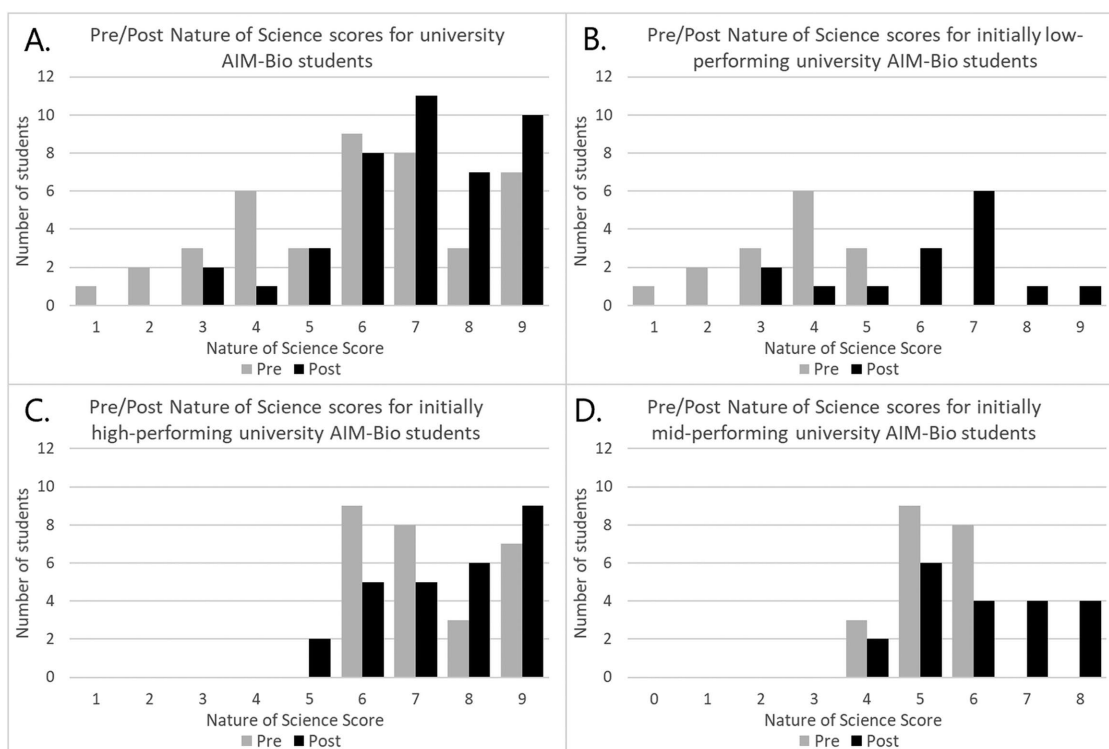 A.
Pre/Post Nature of Science scores for university
AIM-Bio students
12
10
8
6
4
2
0
Number of students
1 2 3 4 5 6 7 8 9
Nature of Science Score
Pre Post
B.
Pre/Post Nature of Science scores for initially low-
performing university AIM-Bio students
12
10
8
6
4
2
0
Number of students
1 2 3 4 5 6 7 8 9
Nature of Science Score
Pre Post
C.
Pre/Post Nature of Science scores for initially
high-performing university AIM-Bio students
12
10
8
6
4
2
0
Number of students
1 2 3 4 5 6 7 8 9
Nature of Science Score
Pre Post
D.
Pre/Post Nature of Science scores for initially
mid-performing university AIM-Bio students
12
10
8
6
4
2
0
Number of students
0 1 2 3 4 5 6 7 8
Nature of Science Score
Pre Post